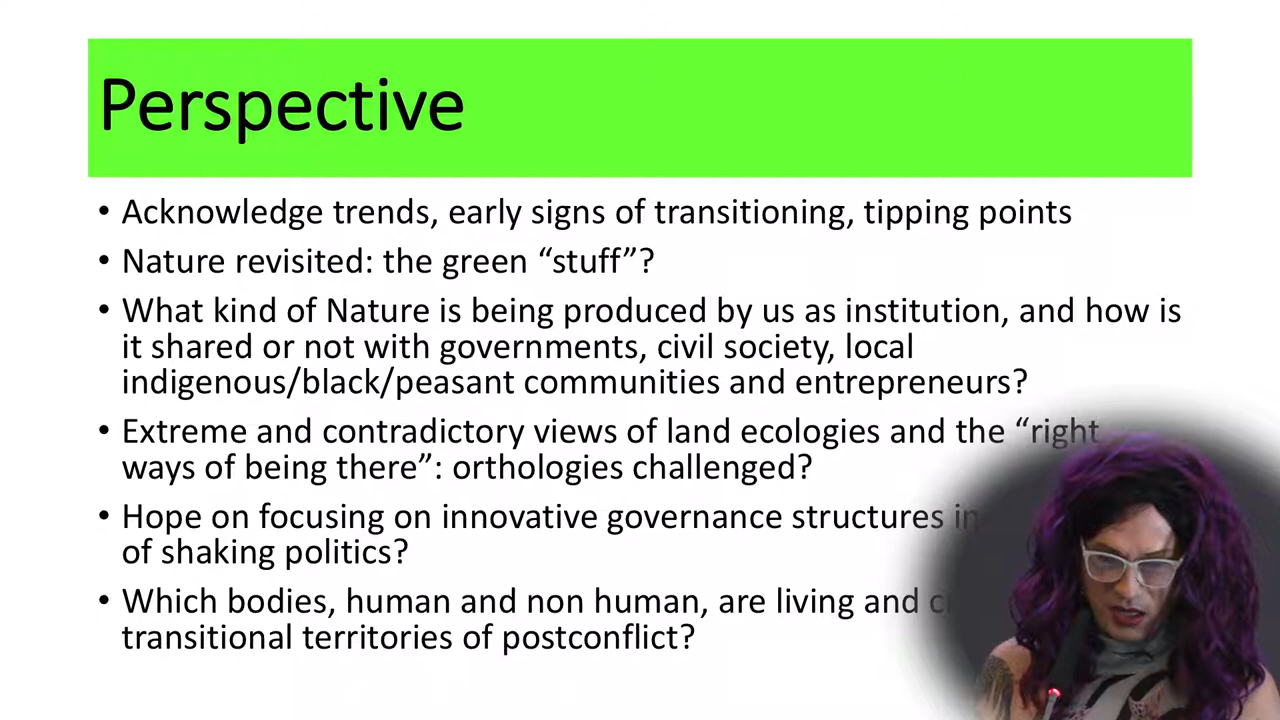 Perspective
• Acknowledge trends, early signs of transitioning, tipping points
• Nature revisited: the green “stuff”?
• What kind of Nature is being produced by us as institution, and how is
it shared or not with governments, civil society, local
indigenous/black/peasant communities and entrepreneurs?
• Extreme and contradictory views of land ecologies and the “right
ways of being there”: orthologies challenged?
• Hope on focusing on innovative governance structures
of shaking politics?
• Which bodies, human and non human, are living and
transitional territories of postconflict?